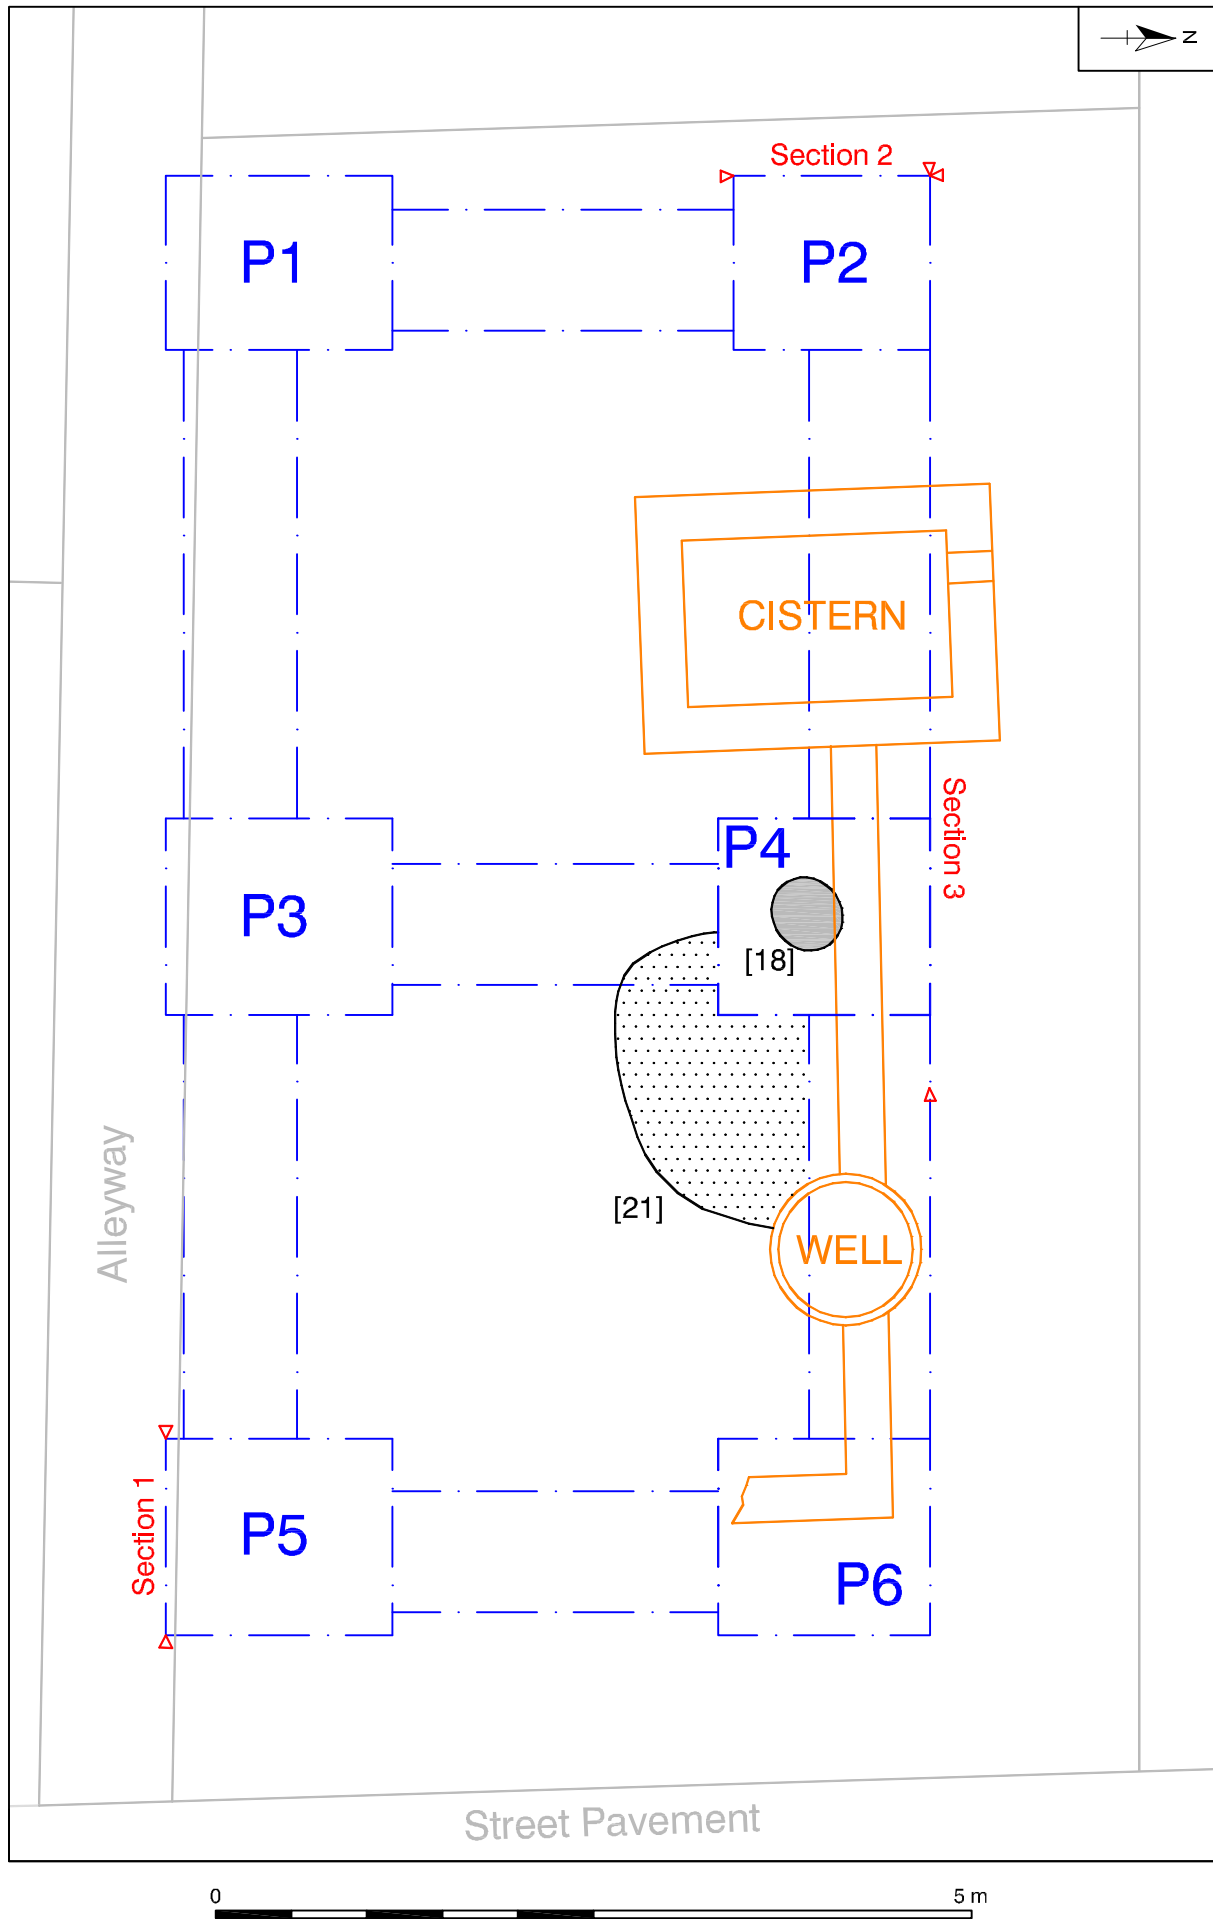 N
Section 2
P1
P2
CISTERN
Section 3
P4
P3
[18]
Alleyway
[21]
WELL
Section 1
P5
P6
Street Pavement
0
5 m